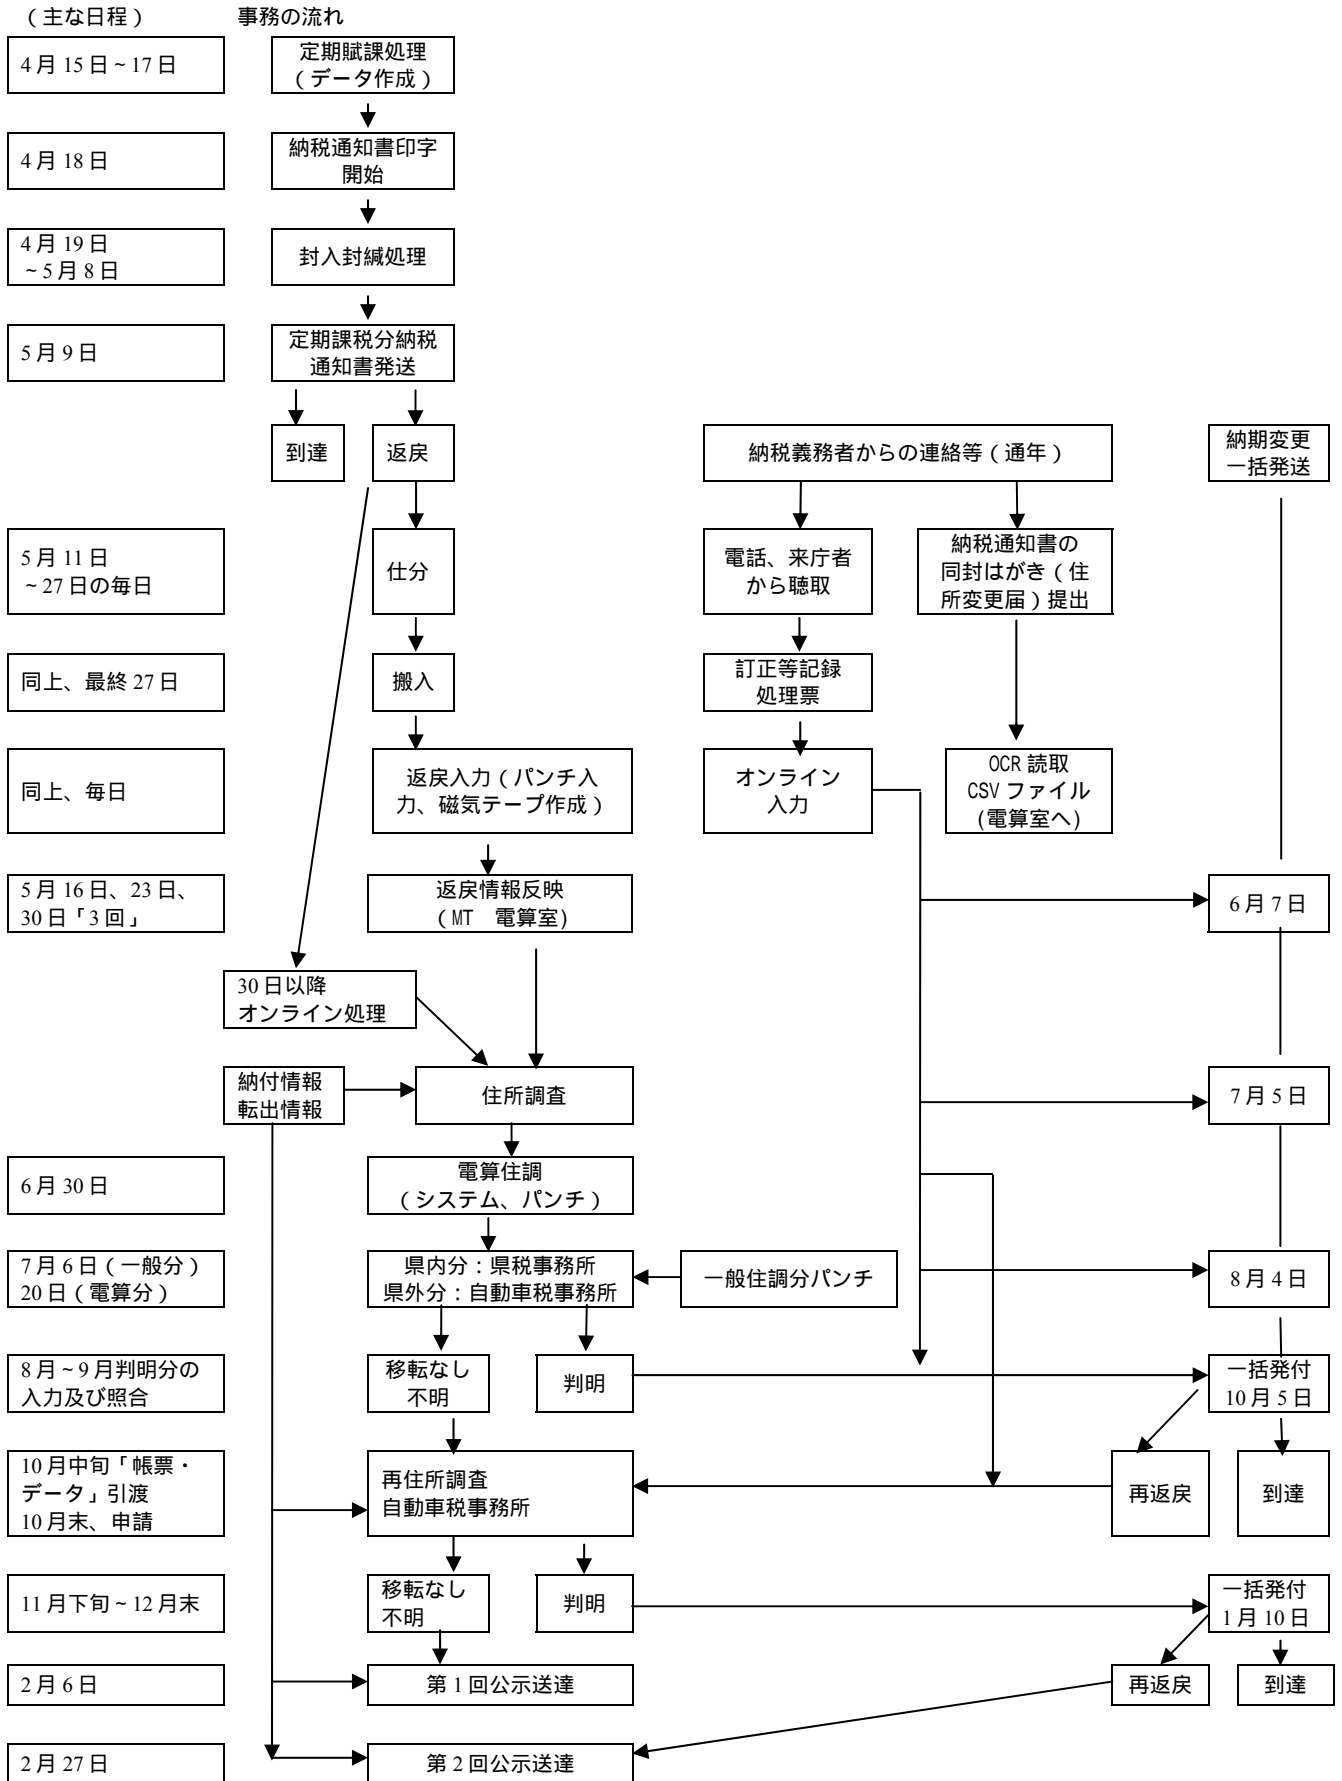 （主な日程）
事務の流れ
4月15日~17日
定期賦課処理
（データ作成）
4月18日
納税通知書印字
開始
4月19日
~5月8日
封入封緘処理
5月9日
定期課税分納税
通知書発送
到達
返戻
納税義務者からの連絡等（通年）
納期変更
一括発送
5月11日
~27日の毎日
仕分
電話、来庁者
から聴取
納税通知書の
同封はがき（住
所変更届）提出
同上、最終27日
搬入
訂正等記録
処理票
同上、毎日
返戻入力（パンチ入
力、磁気テープ作成）
オンライン
入力
OCR読取
CSVファイル
(電算室へ)
5月16日、23日、
30日「3回」
返戻情報反映
（MT　電算室)
6月7日
30日以降
オンライン処理
納付情報
転出情報
住所調査
7月5日
6月30日
電算住調
（システム、パンチ）
7月6日（一般分）
20日（電算分）
県内分：県税事務所
県外分：自動車税事務所
一般住調分パンチ
8月4日
8月~9月判明分の
入力及び照合
移転なし
不明
判明
一括発付
10月5日
10月中旬「帳票・
データ」引渡
10月末、申請
再住所調査
自動車税事務所
再返戻
到達
11月下旬~12月末
移転なし
不明
判明
一括発付
1月10日
2月6日
第1回公示送達
再返戻
到達
2月27日
第2回公示送達